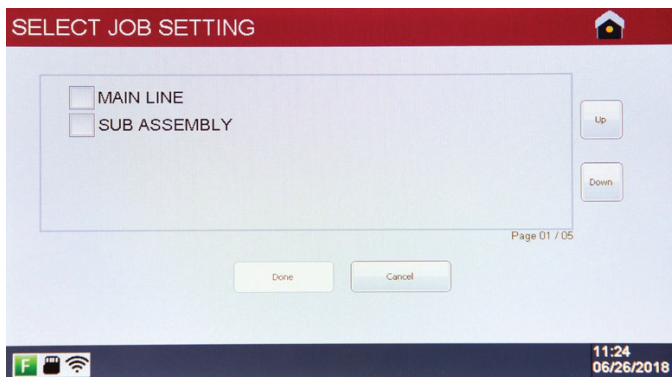 SELECT JOB SETTING
MAIN LINE
SUB ASSEMBLY
Up
Down
Page 01 / 05
Done
Cancel
F
11:24
06/26/2018